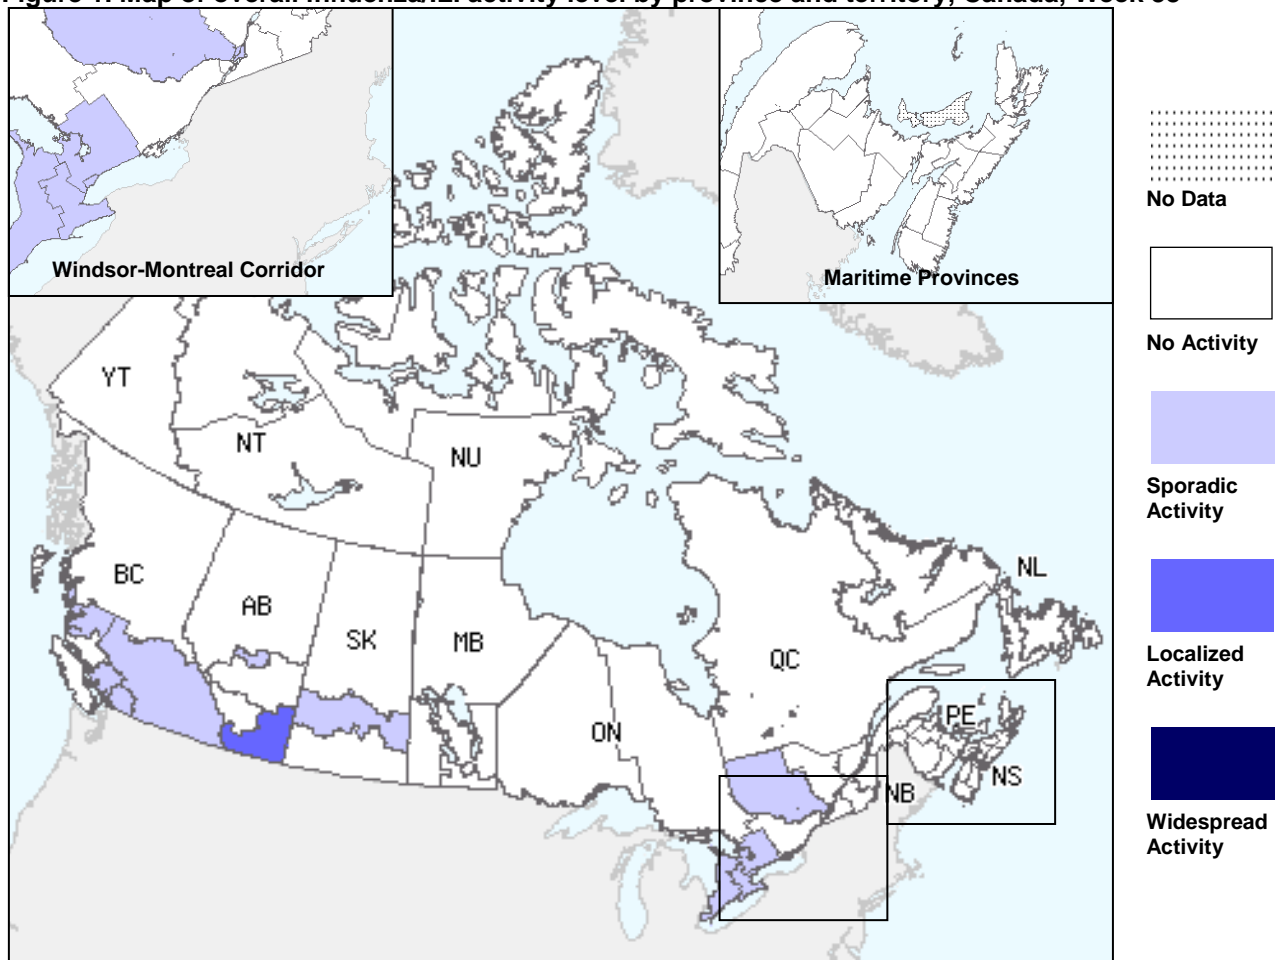 Windsor-Montreal Corridor
Maritime Provinces
No Data
No Activity
Sporadic
Activity
Localized
Activity
Widespread
Activity
YT
NT
NU
BC
AB
SK
MB
ON
QC
NL
PE
NS
NB